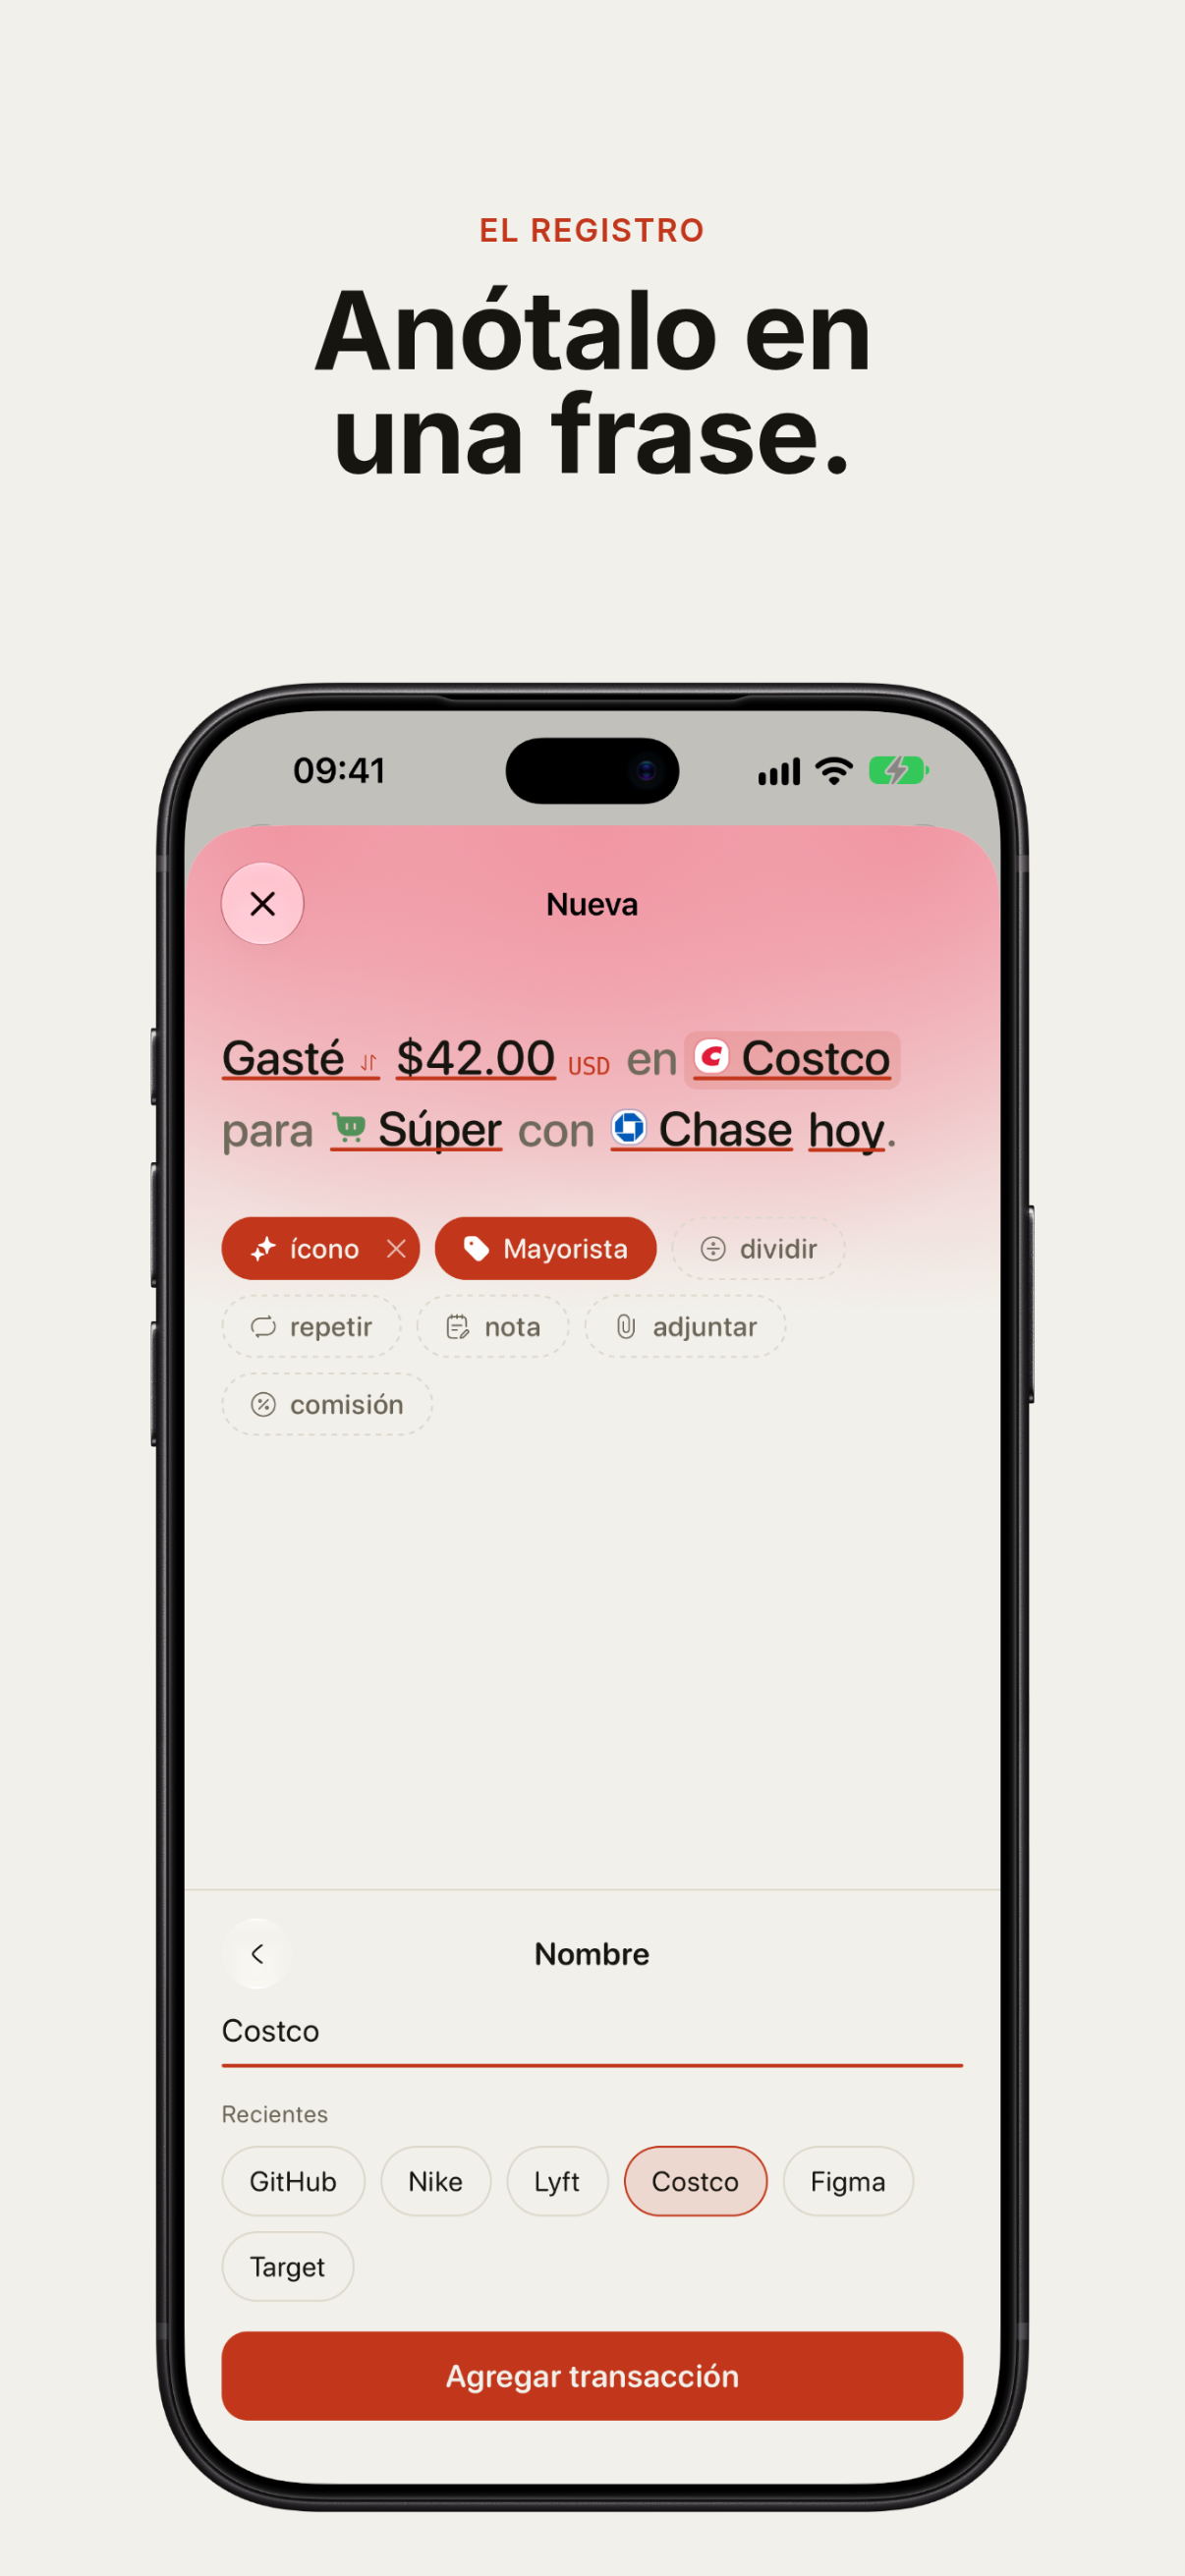 EL REGISTRO
Anótalo en
una frase.
09:41
Nueva
Gasté $42.00 USD en Costco
para Súper con Chase hoy.
ícono Mayorista dividir
repetir nota adjuntar
comisión
Nombre
Costco
Recientes
GitHub Nike Lyft Costco Figma
Target
Agregar transacción